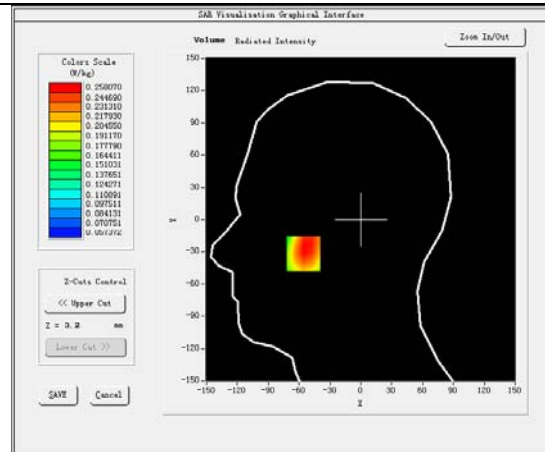 SAR Visualisation Graphical Interface
Volume Radiated Intensity
Zoom In/Out
Colors Scale
(W/kg)
0.258070
0.244690
0.231310
0.217930
0.204550
0.191170
0.177790
0.164411
0.151031
0.137651
0.124271
0.110891
0.097511
0.084131
0.070751
0.057372
150
120
90
60
30
0
-30
-60
-90
-120
-150
Y
-150 -120 -90 -60 -30 0 30 60 90 120 150
X
Z-Cuts Control
<< Upper Cut
Z = 3.2 mm
Lower Cut >>
SAVE Cancel